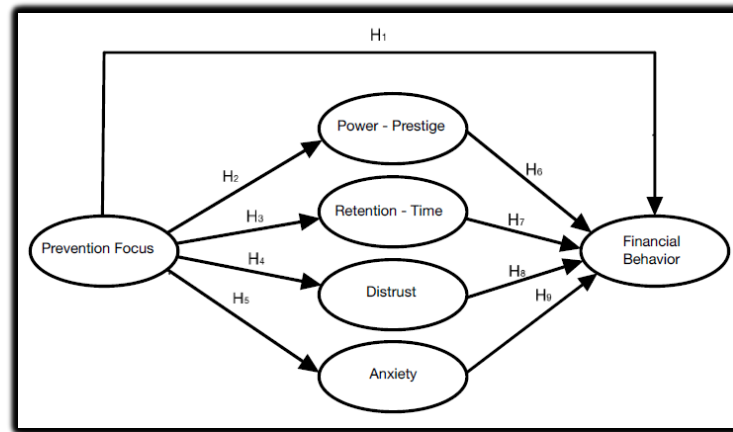 H₁
Power - Prestige
H₂
H₆
Retention - Time
H₃
H₇
Prevention Focus
Financial
Behavior
H₄
H₈
Distrust
H₅
H₉
Anxiety